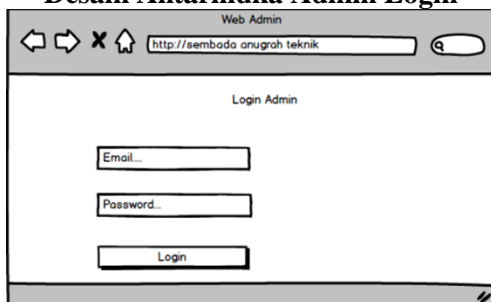 Desain Antarmuka Admin Login
Web Admin
http://sembada anugrah teknik
Login Admin
Email....
Password...
Login